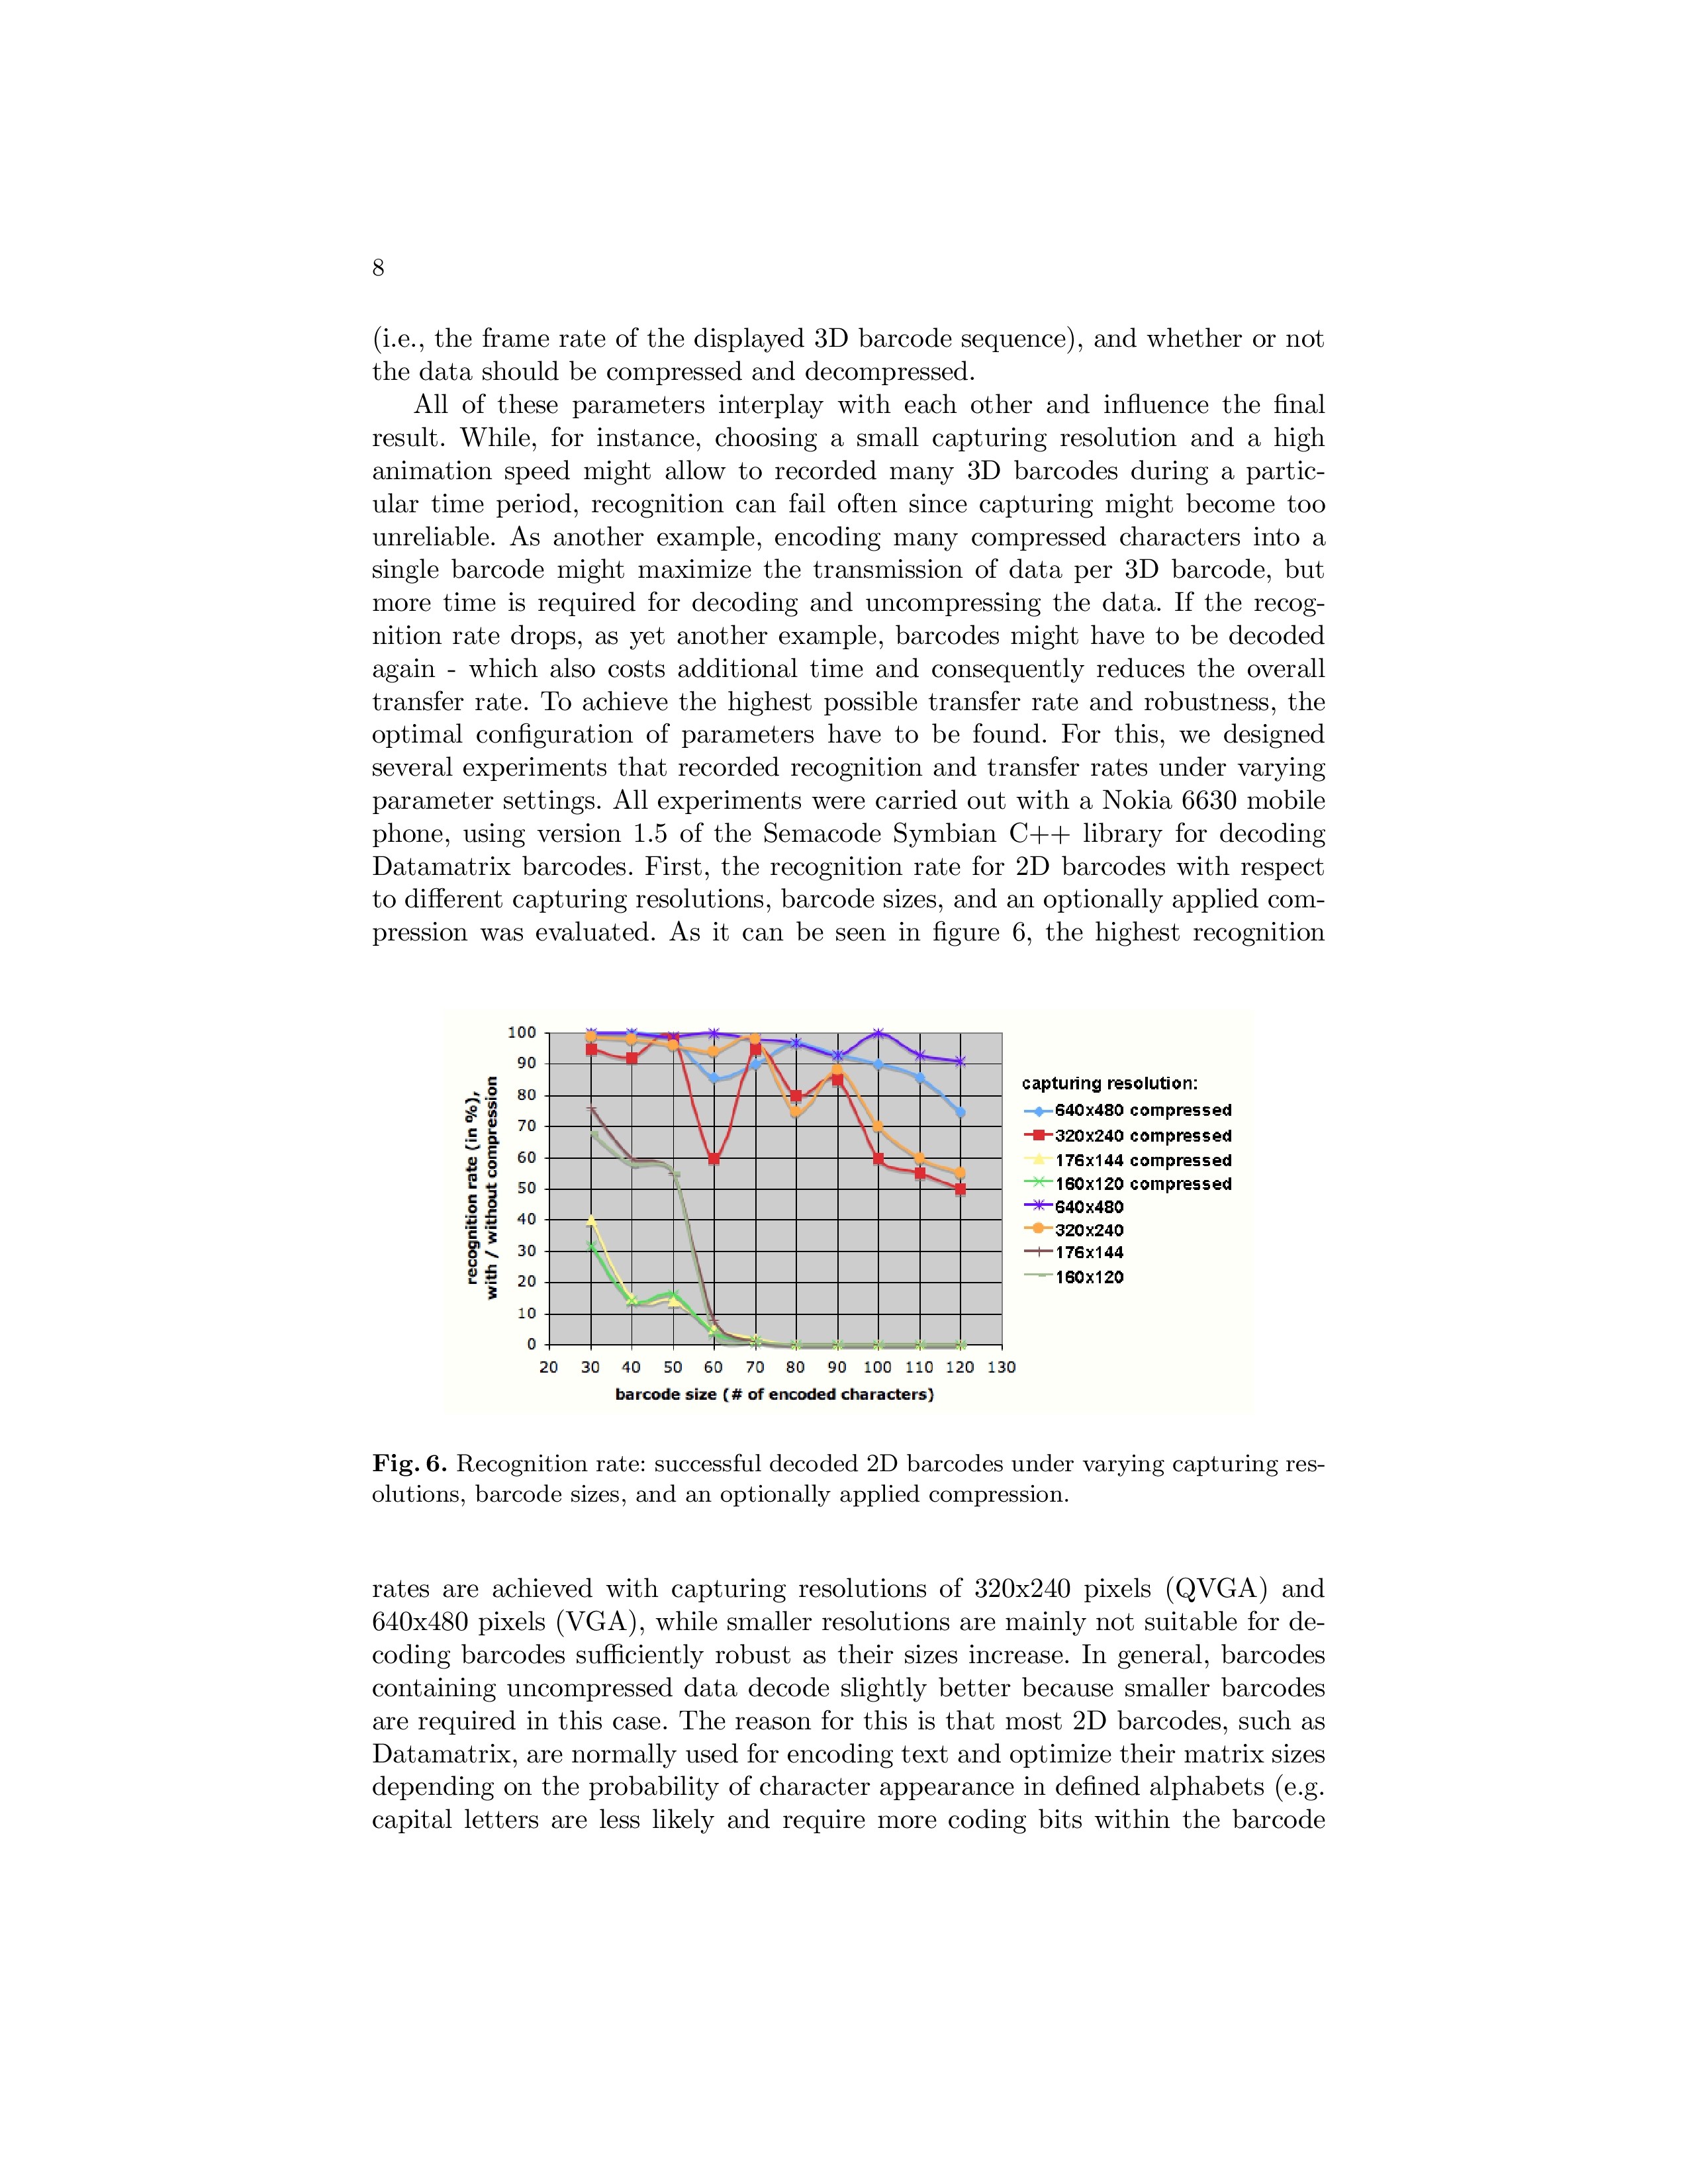 8
(i.e., the frame rate of the displayed 3D barcode sequence), and whether or not
the data should be compressed and decompressed.
All of these parameters interplay with each other and influence the final
result. While, for instance, choosing a small capturing resolution and a high
animation speed might allow to recorded many 3D barcodes during a partic-
ular time period, recognition can fail often since capturing might become too
unreliable. As another example, encoding many compressed characters into a
single barcode might maximize the transmission of data per 3D barcode, but
more time is required for decoding and uncompressing the data. If the recog-
nition rate drops, as yet another example, barcodes might have to be decoded
again - which also costs additional time and consequently reduces the overall
transfer rate. To achieve the highest possible transfer rate and robustness, the
optimal configuration of parameters have to be found. For this, we designed
several experiments that recorded recognition and transfer rates under varying
parameter settings. All experiments were carried out with a Nokia 6630 mobile
phone, using version 1.5 of the Semacode Symbian C++ library for decoding
Datamatrix barcodes. First, the recognition rate for 2D barcodes with respect
to different capturing resolutions, barcode sizes, and an optionally applied com-
pression was evaluated. As it can be seen in figure 6, the highest recognition
recognition rate (in %),
with / without compression
100
90
80
70
60
50
40
30
20
10
0
20 30 40 50 60 70 80 90 100 110 120 130
barcode size (# of encoded characters)
capturing resolution:
640x480 compressed
320x240 compressed
176x144 compressed
160x120 compressed
640x480
320x240
176x144
160x120
Fig. 6. Recognition rate: successful decoded 2D barcodes under varying capturing res-
olutions, barcode sizes, and an optionally applied compression.
rates are achieved with capturing resolutions of 320x240 pixels (QVGA) and
640x480 pixels (VGA), while smaller resolutions are mainly not suitable for de-
coding barcodes sufficiently robust as their sizes increase. In general, barcodes
containing uncompressed data decode slightly better because smaller barcodes
are required in this case. The reason for this is that most 2D barcodes, such as
Datamatrix, are normally used for encoding text and optimize their matrix sizes
depending on the probability of character appearance in defined alphabets (e.g.
capital letters are less likely and require more coding bits within the barcode